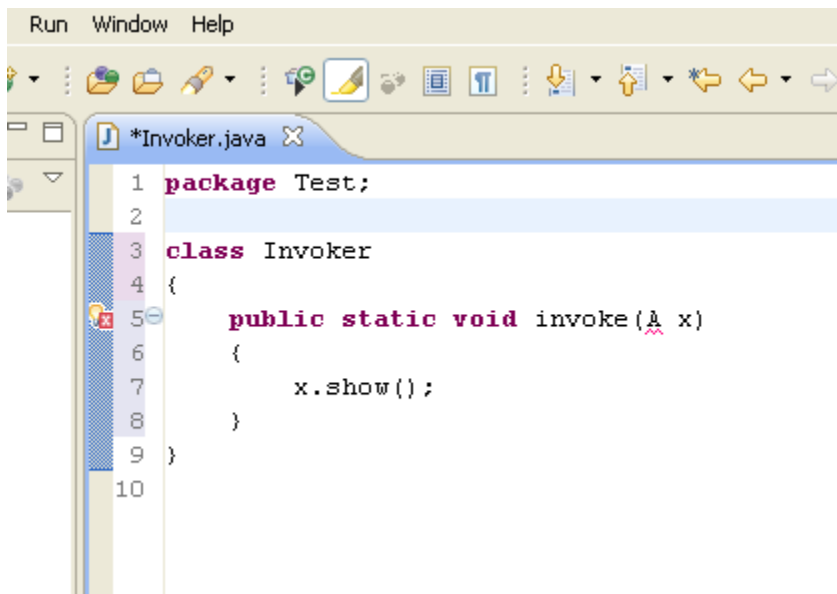 Run Window Help
*Invoker.java
1 package Test;
2
3 class Invoker
4 {
5 public static void invoke(A x)
6 {
7 x.show();
8 }
9 }
10